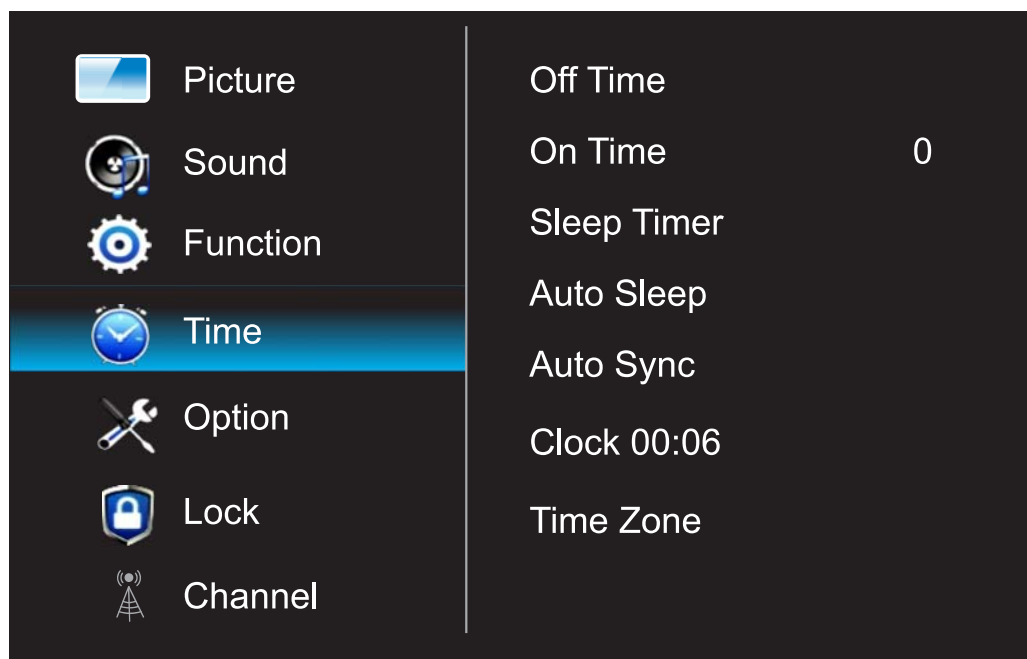 Picture
Sound
Function
Time
Option
Lock
Channel
Off Time
On Time 0
Sleep Timer
Auto Sleep
Auto Sync
Clock 00:06
Time Zone